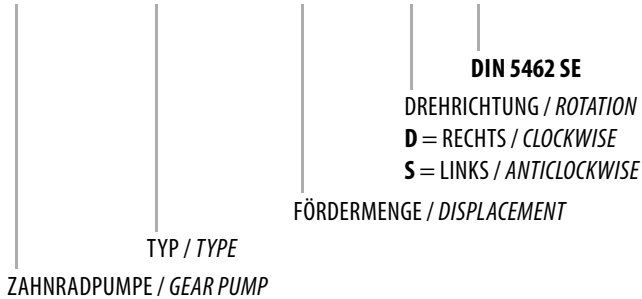 DIN 5462 SE
DREHRICHTUNG / ROTATION
D = RECHTS / CLOCKWISE
S = LINKS / ANTICLOCKWISE
FÖRDERMENGE / DISPLACEMENT
TYP / TYPE
ZAHNRADPUMPE / GEAR PUMP